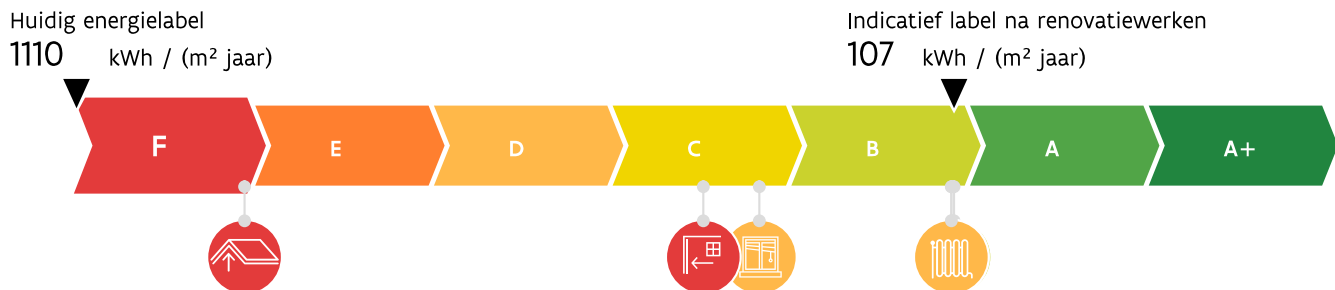 Huidig energielabel
1110 kWh / (m² jaar)
Indicatief label na renovatiewerken
107 kWh / (m² jaar)
F E D C B A A+